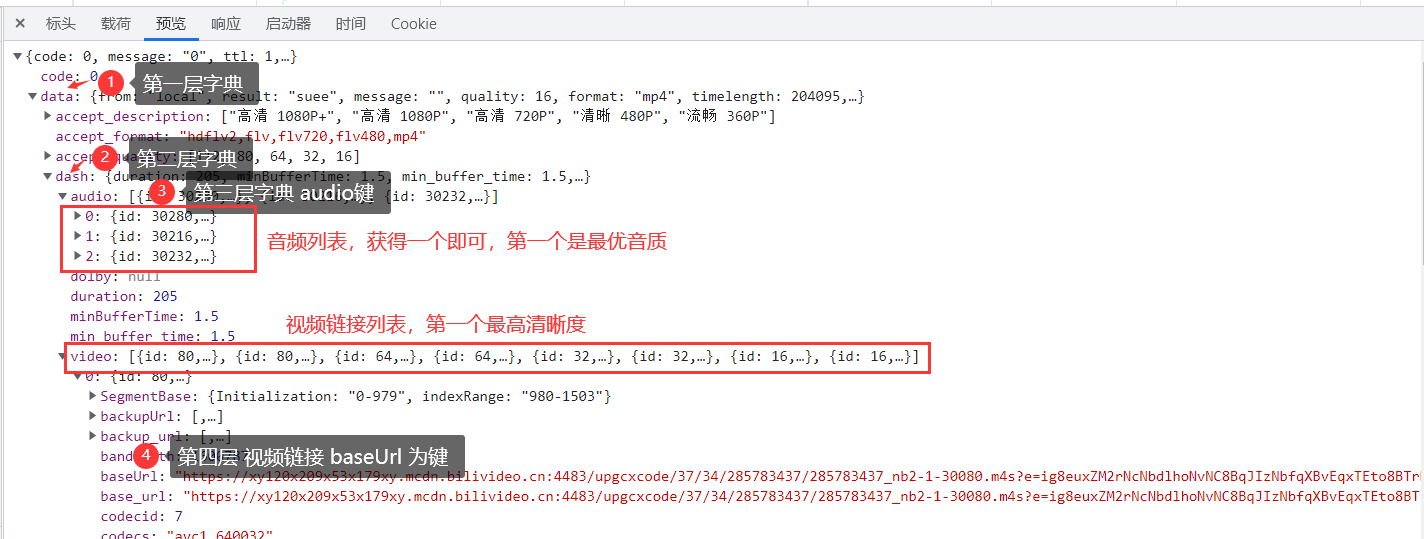 × 标头 载荷 预览 响应 启动器 时间 Cookie
{code: 0, message: "0", ttl: 1,…}
code: 0
1 第一层字典
data: {from: "local", result: "suee", message: "", quality: 16, format: "mp4", timelength: 204095,…}
accept_description: ["高清 1080P+", "高清 1080P", "高清 720P", "清晰 480P", "流畅 360P"]
accept_format: "hdflv2,flv,flv720,flv480,mp4"
2 第二层字典
80, 64, 32, 16]
dash: {duration: 205, minBufferTime: 1.5, min_buffer_time: 1.5,…}
3 第三层字典 audio键
audio: [{id: 30280,…}, {id: 30232,…}]
0: {id: 30280,…}
1: {id: 30216,…}
2: {id: 30232,…}
音频列表，获得一个即可，第一个是最优音质
dolby: null
duration: 205
minBufferTime: 1.5
视频链接列表，第一个最高清晰度
min_buffer_time: 1.5
video: [{id: 80,…}, {id: 80,…}, {id: 64,…}, {id: 64,…}, {id: 32,…}, {id: 32,…}, {id: 16,…}, {id: 16,…}]
0: {id: 80,…}
SegmentBase: {Initialization: "0-979", indexRange: "980-1503"}
backupUrl: [,…]
backup_url: [,…]
4 第四层 视频链接 baseUrl 为键
baseUrl: "https://xy120x209x53x179xy.mcdn.bilivideo.cn:4483/upgcxcode/37/34/285783437/285783437_nb2-1-30080.m4s?e=ig8euxZM2rNcNbdlhoNvNC8BqJIzNbfqXBvEqxTEto8BTr
base_url: "https://xy120x209x53x179xy.mcdn.bilivideo.cn:4483/upgcxcode/37/34/285783437/285783437_nb2-1-30080.m4s?e=ig8euxZM2rNcNbdlhoNvNC8BqJIzNbfqXBvEqxTEto8BT
codecid: 7
codecs: "avc1.640032"